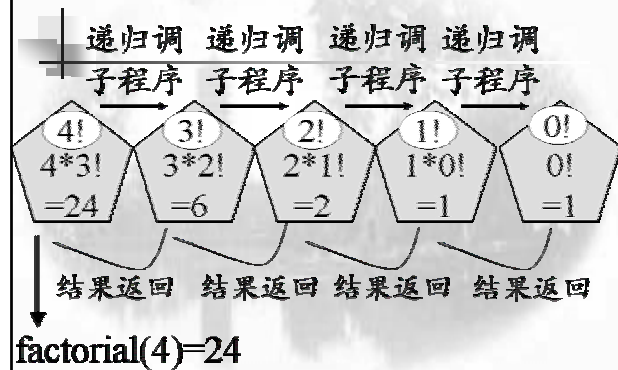 递归调 递归调 递归调 递归调
子程序 子程序 子程序 子程序
4! 3! 2! 1! 0!
4*3! 3*2! 2*1! 1*0! 0!
=24 =6 =2 =1 =1
结果返回 结果返回 结果返回 结果返回
factorial(4)=24